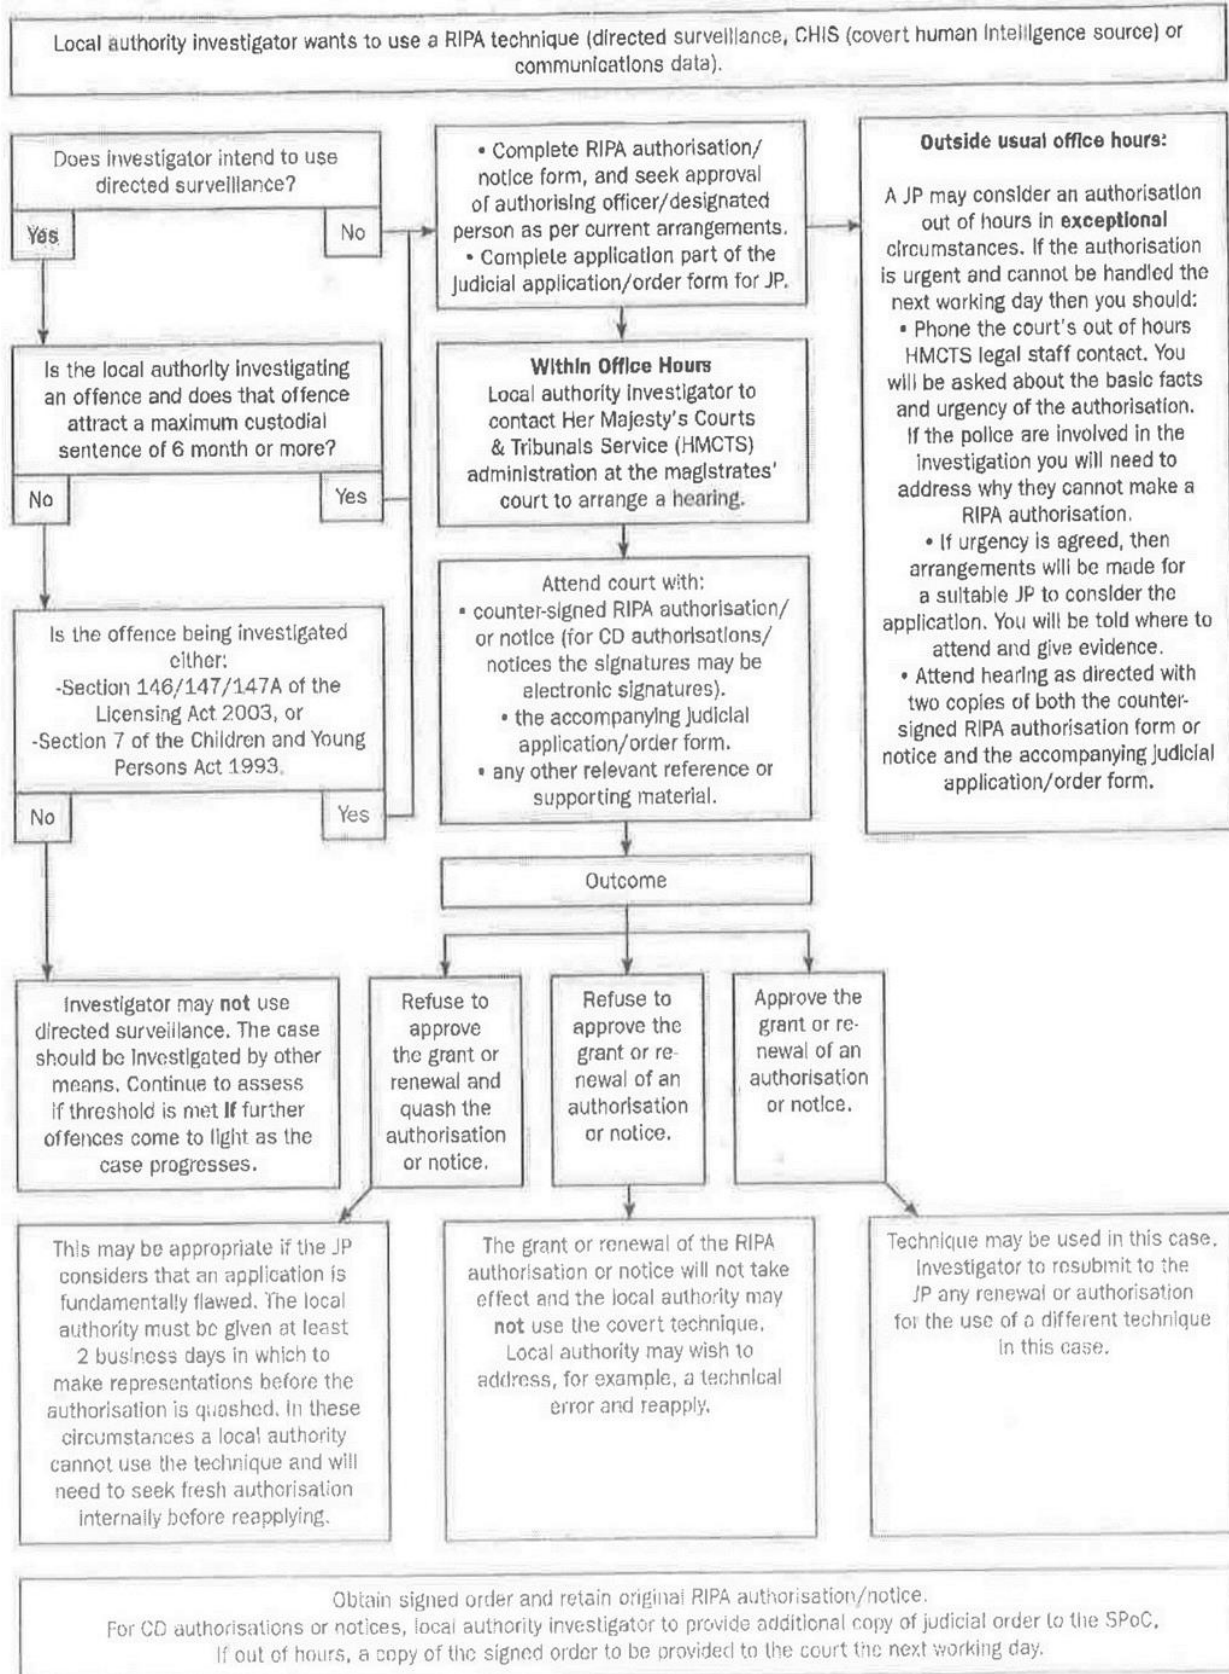 Local authority investigator wants to use a RIPA technique (directed surveillance, CHIS (covert human intelligence source) or
communications data).
Does investigator intend to use
directed surveillance?
Yes
No
Is the local authority investigating
an offence and does that offence
attract a maximum custodial
sentence of 6 month or more?
No
Yes
Is the offence being investigated
either:
-Section 146/147/147A of the
Licensing Act 2003, or
-Section 7 of the Children and Young
Persons Act 1993.
No
Yes
Investigator may not use
directed surveillance. The case
should be investigated by other
means. Continue to assess
if threshold is met if further
offences come to light as the
case progresses.
• Complete RIPA authorisation/
notice form, and seek approval
of authorising officer/designated
person as per current arrangements.
• Complete application part of the
judicial application/order form for JP.
Within Office Hours
Local authority investigator to
contact Her Majesty's Courts
& Tribunals Service (HMCTS)
administration at the magistrates'
court to arrange a hearing.
Attend court with:
• counter-signed RIPA authorisation/
or notice (for CD authorisations/
notices the signatures may be
electronic signatures).
• the accompanying judicial
application/order form.
• any other relevant reference or
supporting material.
Outside usual office hours:
A JP may consider an authorisation
out of hours in exceptional
circumstances. If the authorisation
is urgent and cannot be handled the
next working day then you should:
• Phone the court's out of hours
HMCTS legal staff contact. You
will be asked about the basic facts
and urgency of the authorisation.
If the police are involved in the
investigation you will need to
address why they cannot make a
RIPA authorisation.
• If urgency is agreed, then
arrangements will be made for
a suitable JP to consider the
application. You will be told where to
attend and give evidence.
• Attend hearing as directed with
two copies of both the counter-
signed RIPA authorisation form or
notice and the accompanying judicial
application/order form.
Outcome
Refuse to
approve
the grant or
renewal and
quash the
authorisation
or notice.
Refuse to
approve the
grant or re-
newal of an
authorisation
or notice.
Approve the
grant or re-
newal of an
authorisation
or notice.
This may be appropriate if the JP
considers that an application is
fundamentally flawed. The local
authority must be given at least
2 business days in which to
make representations before the
authorisation is quashed. In these
circumstances a local authority
cannot use the technique and will
need to seek fresh authorisation
internally before reapplying.
The grant or renewal of the RIPA
authorisation or notice will not take
effect and the local authority may
not use the covert technique.
Local authority may wish to
address, for example, a technical
error and reapply.
Technique may be used in this case.
Investigator to resubmit to the
JP any renewal or authorisation
for the use of a different technique
in this case.
Obtain signed order and retain original RIPA authorisation/notice.
For CD authorisations or notices, local authority investigator to provide additional copy of judicial order to the SPoC.
If out of hours, a copy of the signed order to be provided to the court the next working day.